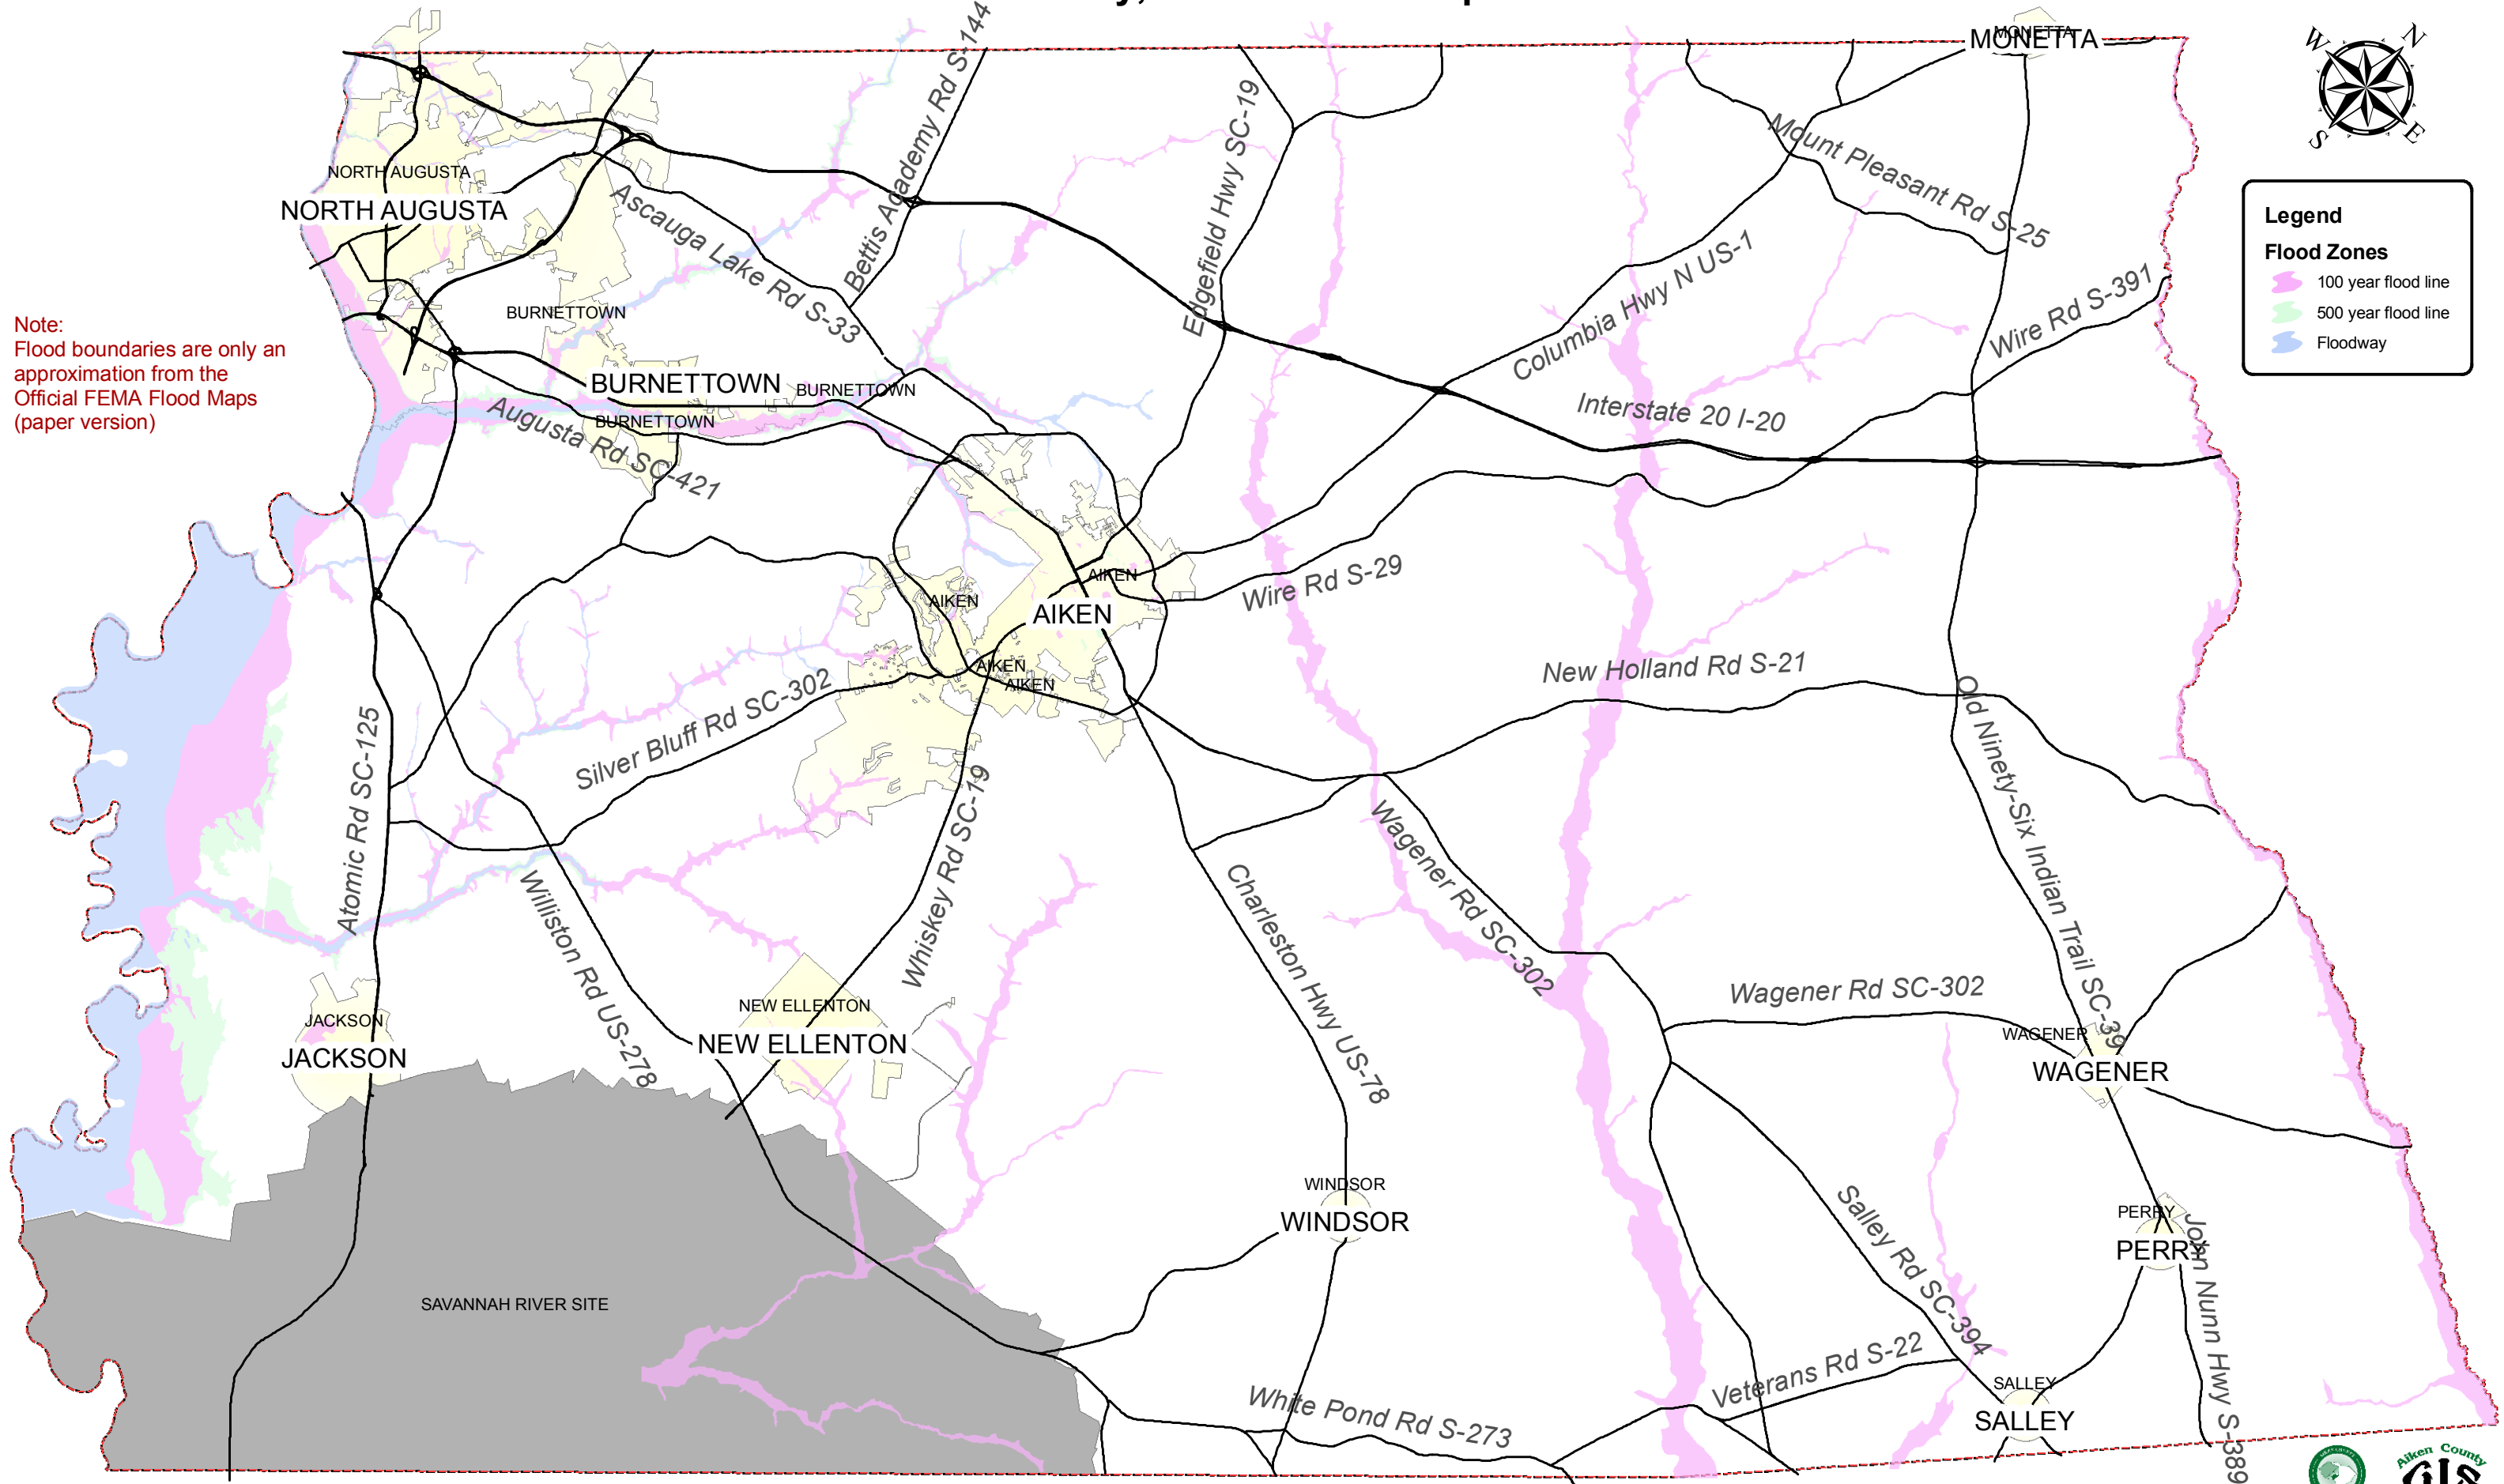 MONETTA
MONETTA
N
W
E
S
Legend
Flood Zones
100 year flood line
500 year flood line
Floodway
Note:
Flood boundaries are only an
approximation from the
Official FEMA Flood Maps
(paper version)
NORTH AUGUSTA
NORTH AUGUSTA
BURNETTOWN
BURNETTOWN
BURNETTOWN
BURNETTOWN
Bettis Academy Rd S-144
Edgefield Hwy SC-19
Mount Pleasant Rd S-25
Ascauga Lake Rd S-33
Columbia Hwy N US-1
Wire Rd S-391
Interstate 20 I-20
Augusta Rd SC-421
Wire Rd S-29
AIKEN
AIKEN
AIKEN
AIKEN
AIKEN
New Holland Rd S-21
Silver Bluff Rd SC-302
Atomic Rd SC-125
Old Ninety-Six Indian Trail SC-39
Whiskey Rd SC-19
Wagener Rd SC-302
Charleston Hwy US-78
Williston Rd US-278
Wagener Rd SC-302
NEW ELLENTON
NEW ELLENTON
JACKSON
JACKSON
WAGENER
WAGENER
WINDSOR
WINDSOR
PERRY
PERRY
Salley Rd SC-394
John Nunn Hwy S-389
SAVANNAH RIVER SITE
Veterans Rd S-22
White Pond Rd S-273
SALLEY
SALLEY
Aiken County
GIS